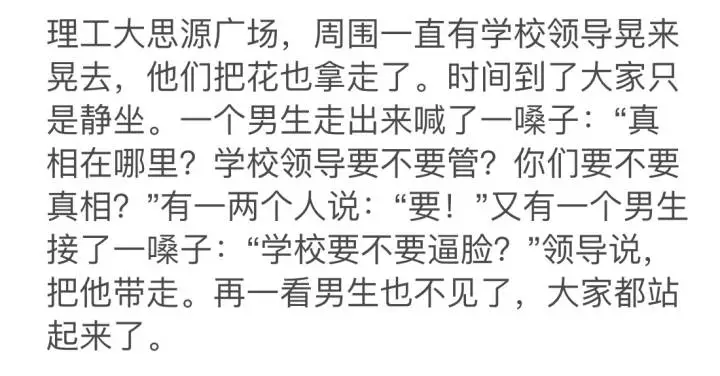 理工大思源广场，周围一直有学校领导晃来
晃去，他们把花也拿走了。时间到了大家只
是静坐。一个男生走出来喊了一嗓子：“真
相在哪里？学校领导要不要管？你们要不要
真相？”有一两个人说：“要！”又有一个男生
接了一嗓子：“学校要不要逼脸？”领导说，
把他带走。再一看男生也不见了，大家都站
起来了。